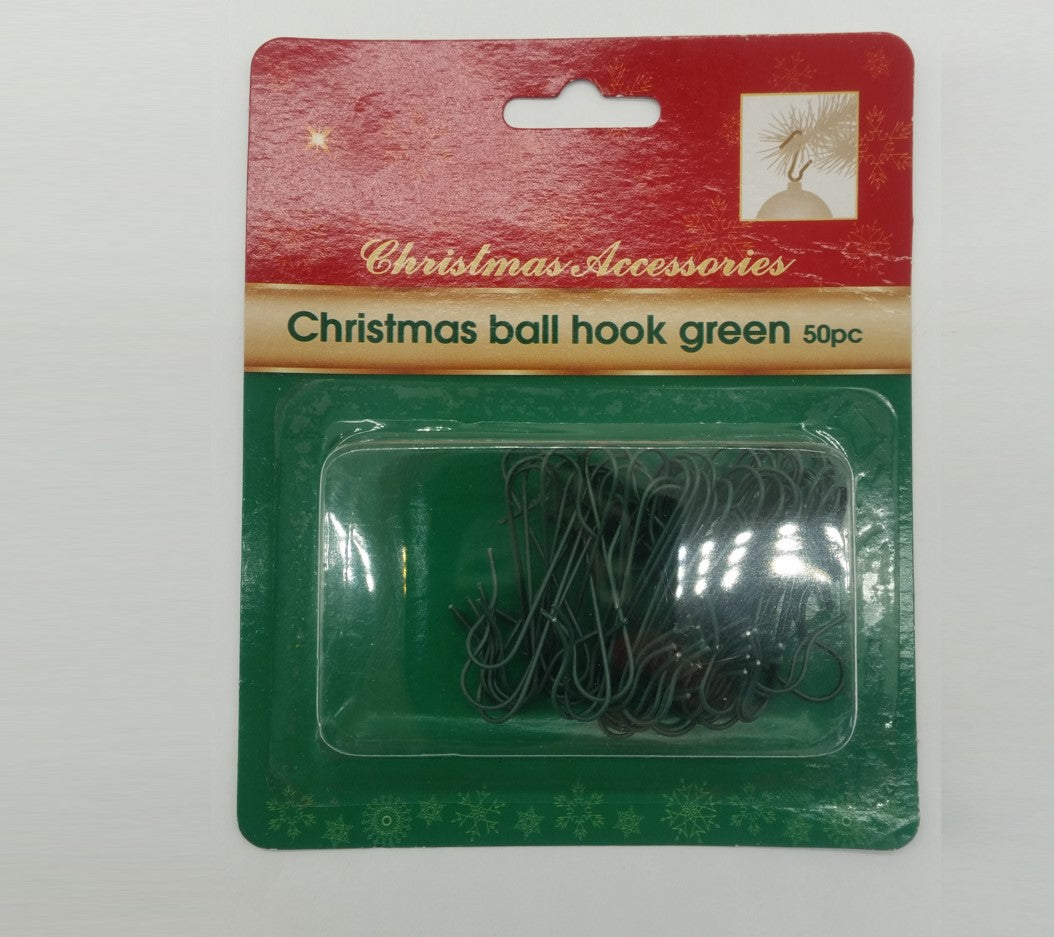 Christmas Accessories
Christmas ball hook green 50pc